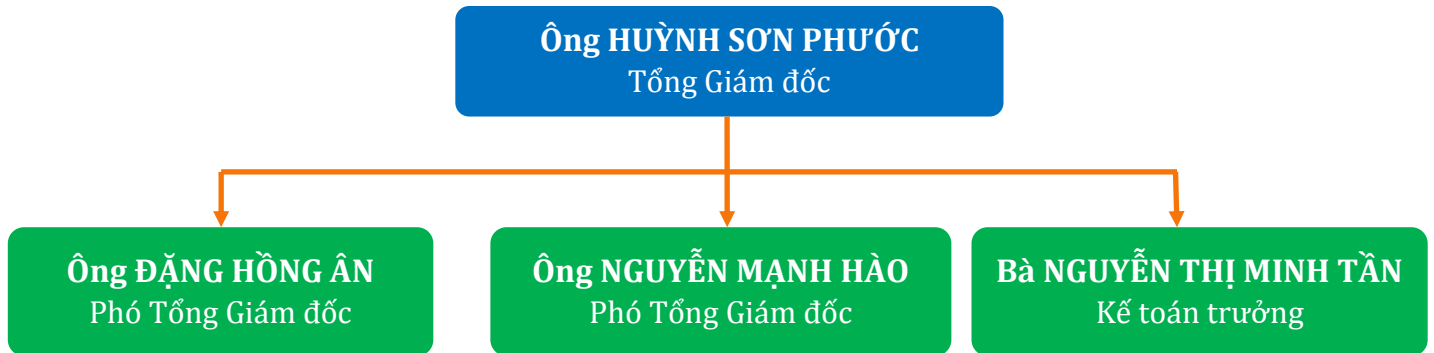 Ông HUỲNH SƠN PHƯỚC
Tổng Giám đốc
Ông ĐẶNG HỒNG ÂN
Phó Tổng Giám đốc
Ông NGUYỄN MẠNH HÀO
Phó Tổng Giám đốc
Bà NGUYỄN THỊ MINH TẦN
Kế toán trưởng